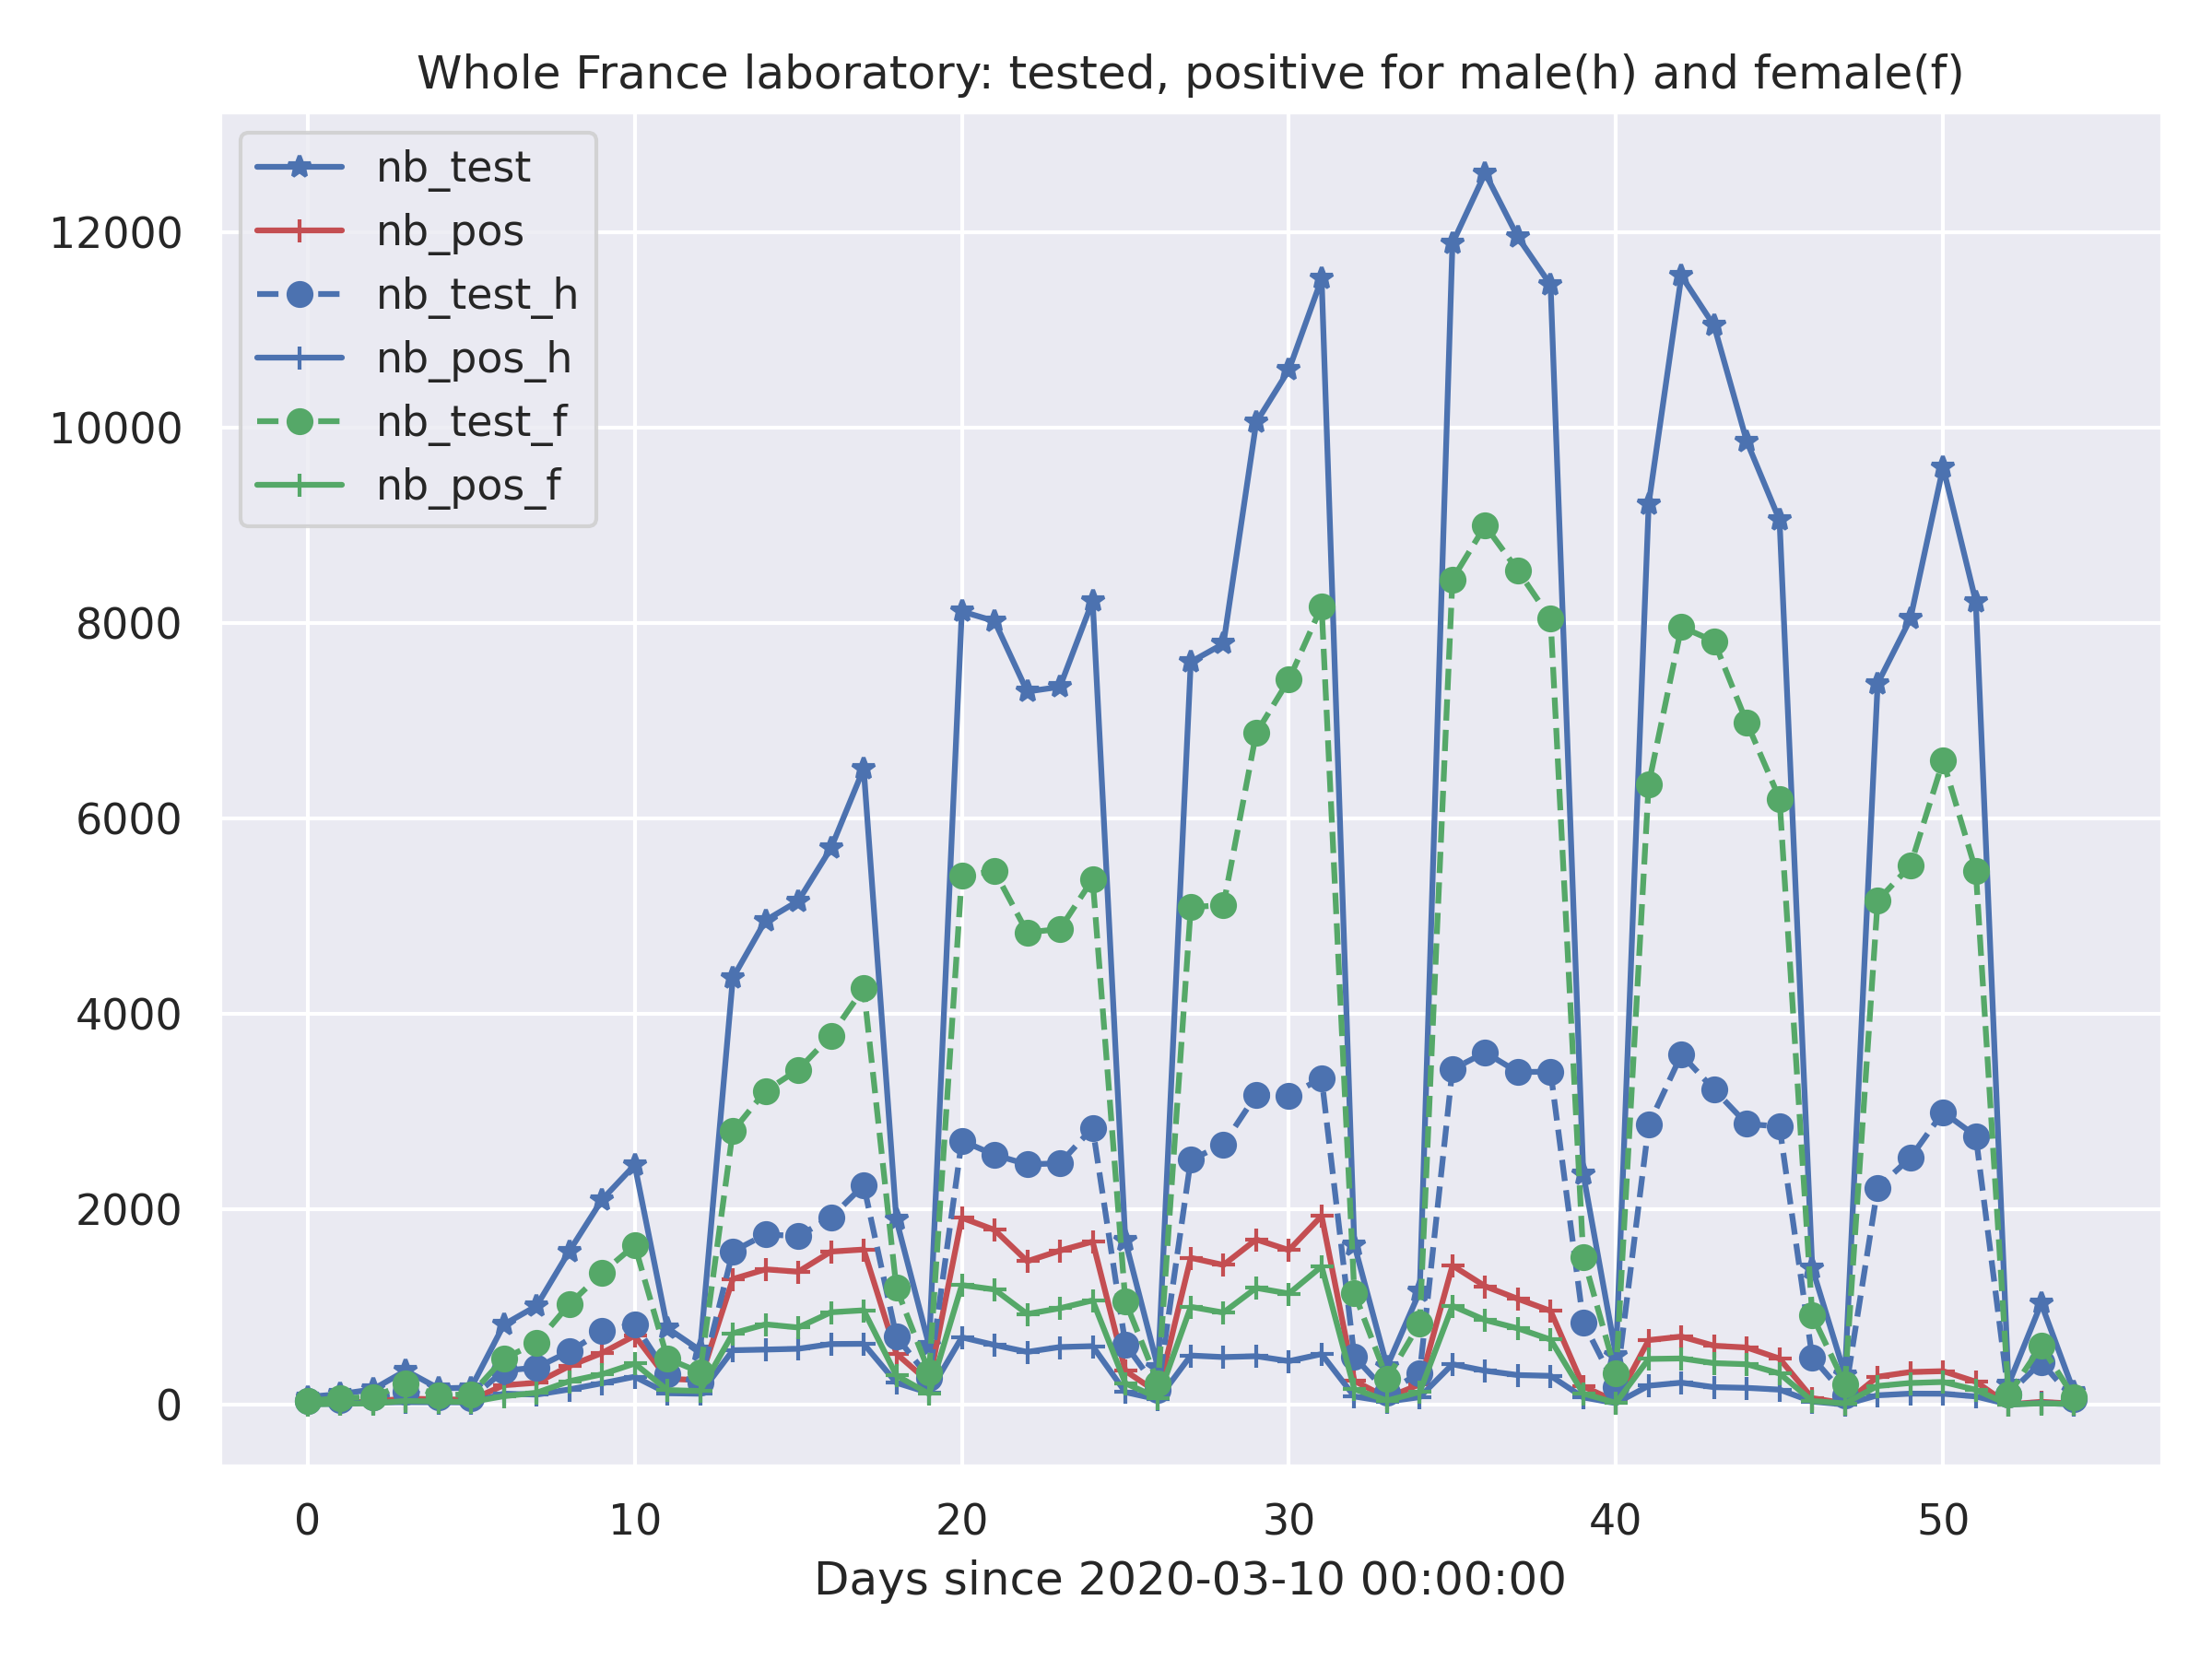 Whole France laboratory: tested, positive for male(h) and female(f)
nb_test
nb_pos
nb_test_h
nb_pos_h
nb_test_f
nb_pos_f
12000
10000
8000
6000
4000
2000
0
0 10 20 30 40 50
Days since 2020-03-10 00:00:00